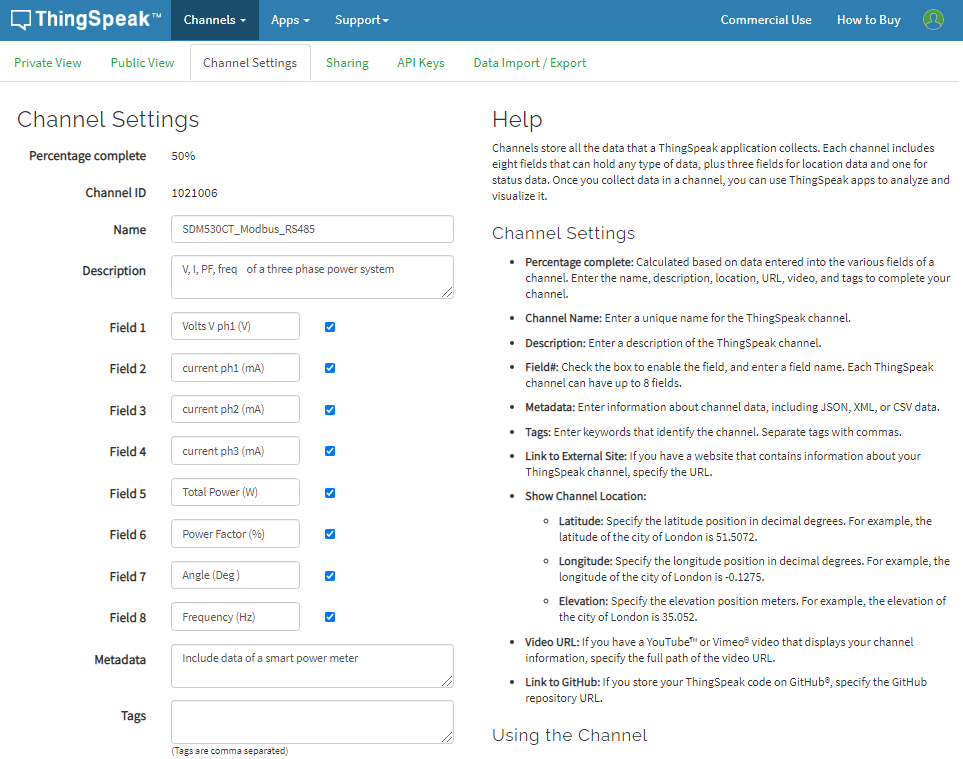 ThingSpeak™ Channels Apps Support Commercial Use How to Buy
Private View Public View Channel Settings Sharing API Keys Data Import / Export
Channel Settings
Percentage complete 50%
Channel ID 1021006
Name SDM530CT_Modbus_RS485
Description V, I, PF, freq of a three phase power system
Field 1 Volts V ph1 (V)
Field 2 current ph1 (mA)
Field 3 current ph2 (mA)
Field 4 current ph3 (mA)
Field 5 Total Power (W)
Field 6 Power Factor (%)
Field 7 Angle (Deg )
Field 8 Frequency (Hz)
Metadata Include data of a smart power meter
Tags
(Tags are comma separated)
Help
Channels store all the data that a ThingSpeak application collects. Each channel includes
eight fields that can hold any type of data, plus three fields for location data and one for
status data. Once you collect data in a channel, you can use ThingSpeak apps to analyze and
visualize it.
Channel Settings
• Percentage complete: Calculated based on data entered into the various fields of a
channel. Enter the name, description, location, URL, video, and tags to complete your
channel.
• Channel Name: Enter a unique name for the ThingSpeak channel.
• Description: Enter a description of the ThingSpeak channel.
• Field#: Check the box to enable the field, and enter a field name. Each ThingSpeak
channel can have up to 8 fields.
• Metadata: Enter information about channel data, including JSON, XML, or CSV data.
• Tags: Enter keywords that identify the channel. Separate tags with commas.
• Link to External Site: If you have a website that contains information about your
ThingSpeak channel, specify the URL.
• Show Channel Location:
◦ Latitude: Specify the latitude position in decimal degrees. For example, the
latitude of the city of London is 51.5072.
◦ Longitude: Specify the longitude position in decimal degrees. For example, the
longitude of the city of London is -0.1275.
◦ Elevation: Specify the elevation position meters. For example, the elevation of
the city of London is 35.052.
• Video URL: If you have a YouTube™ or Vimeo® video that displays your channel
information, specify the full path of the video URL.
• Link to GitHub: If you store your ThingSpeak code on GitHub®, specify the GitHub
repository URL.
Using the Channel